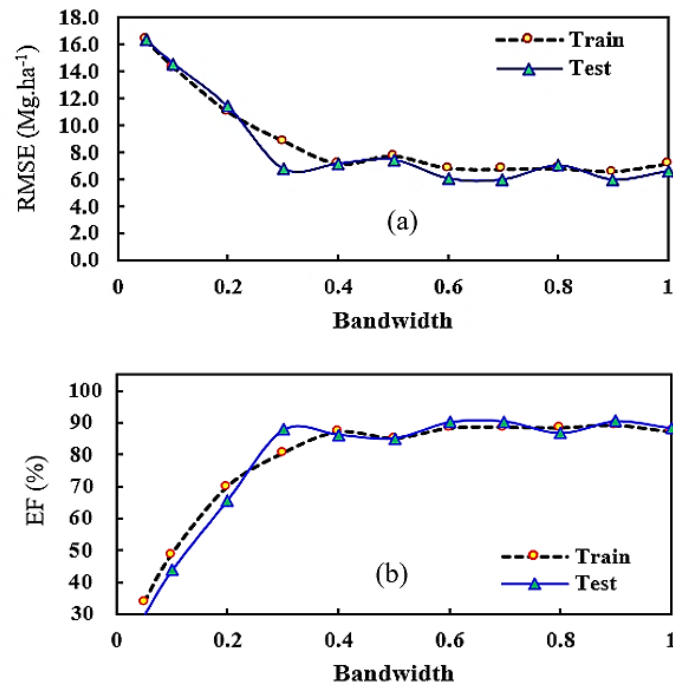 18.0
16.0
14.0
12.0
10.0
8.0
6.0
4.0
2.0
0.0
RMSE (Mg.ha⁻¹)
Train
Test
(a)
0 0.2 0.4 0.6 0.8 1
Bandwidth
100
90
80
70
60
50
40
30
EF (%)
Train
Test
(b)
0 0.2 0.4 0.6 0.8 1
Bandwidth